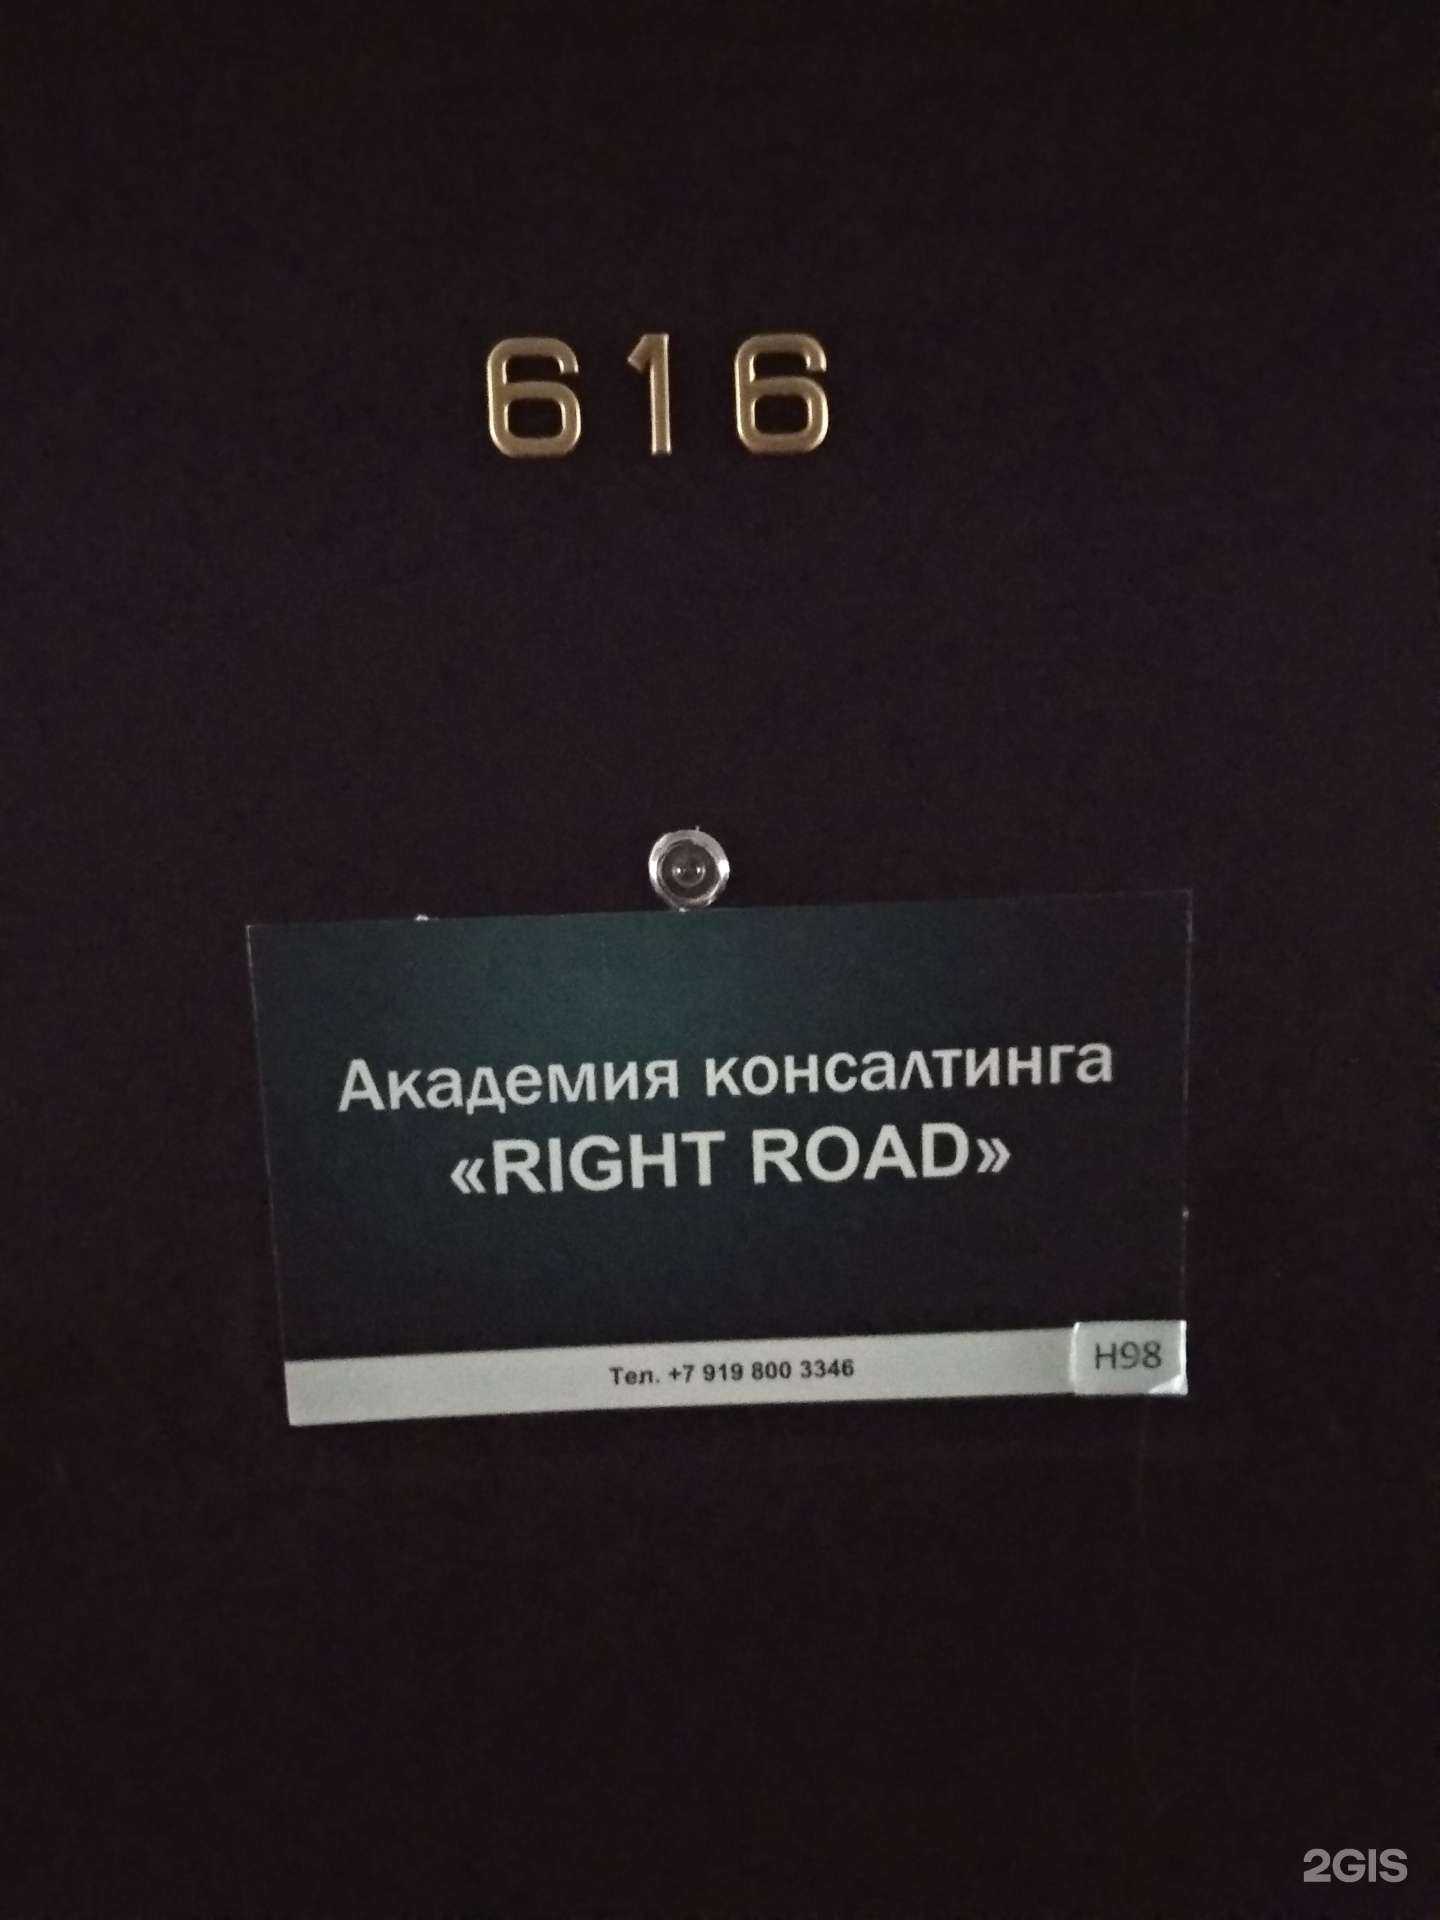 616
Академия консалтинга
«RIGHT ROAD»
Тел. +7 919 800 3346
Н98
2GIS